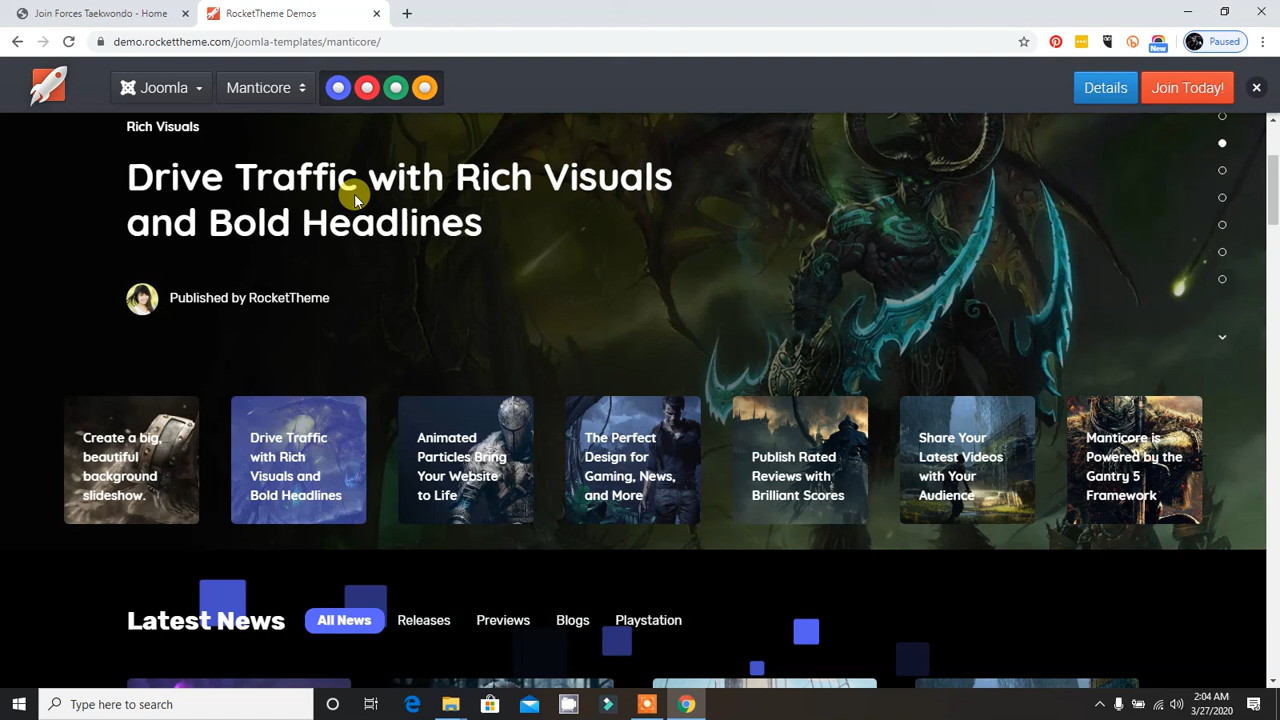 Join Forces Taekwondo - Home
RocketTheme Demos
demo.rockettheme.com/joomla-templates/manticore/
New
Paused
Joomla
Manticore
Details
Join Today!
Rich Visuals
Drive Traffic with Rich Visuals
and Bold Headlines
Published by RocketTheme
Create a big,
beautiful
background
slideshow.
Drive Traffic
with Rich
Visuals and
Bold Headlines
Animated
Particles Bring
Your Website
to Life
The Perfect
Design for
Gaming, News,
and More
Publish Rated
Reviews with
Brilliant Scores
Share Your
Latest Videos
with Your
Audience
Manticore is
Powered by the
Gantry 5
Framework
Latest News
All News
Releases
Previews
Blogs
Playstation
Type here to search
2:04 AM
3/27/2020